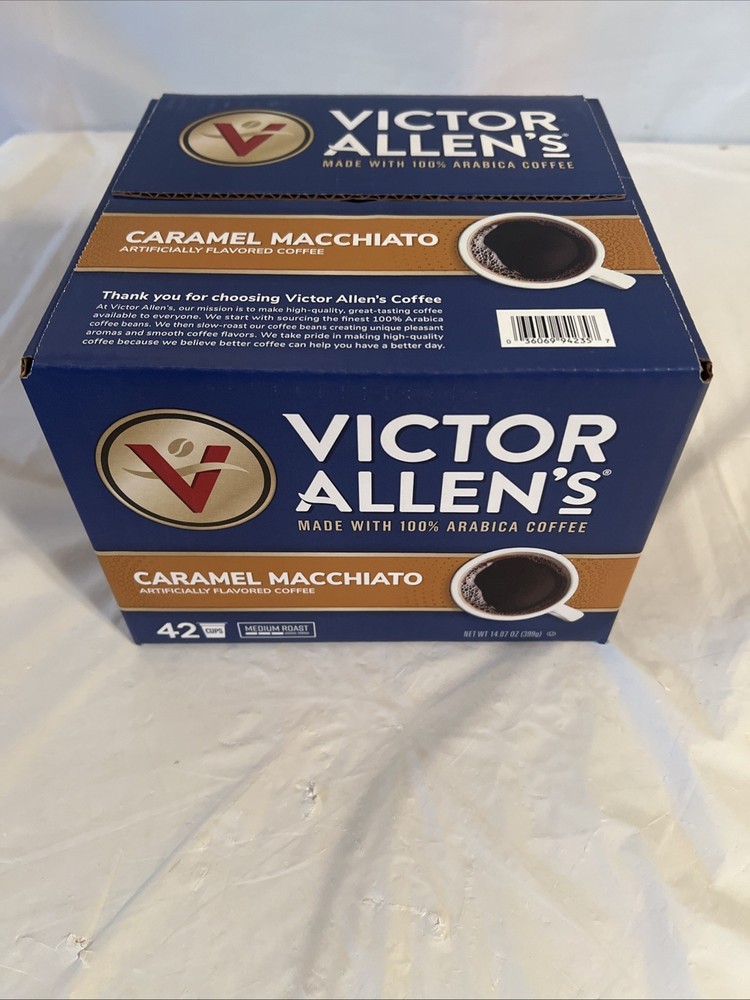 VICTOR
ALLEN'S®
MADE WITH 100% ARABICA COFFEE
CARAMEL MACCHIATO
ARTIFICIALLY FLAVORED COFFEE
Thank you for choosing Victor Allen's Coffee
At Victor Allen's, our mission is to make high-quality, great-tasting coffee
available to everyone. We start with sourcing the finest 100% Arabica
coffee beans. We then slow-roast our coffee beans creating unique pleasant
aromas and smooth coffee flavors. We take pride in making high-quality
coffee because we believe better coffee can help you have a better day.
0 36069 94235 7
V
VICTOR
ALLEN'S®
MADE WITH 100% ARABICA COFFEE
CARAMEL MACCHIATO
ARTIFICIALLY FLAVORED COFFEE
42 CUPS MEDIUM ROAST
NET WT 14.07 OZ (399g)